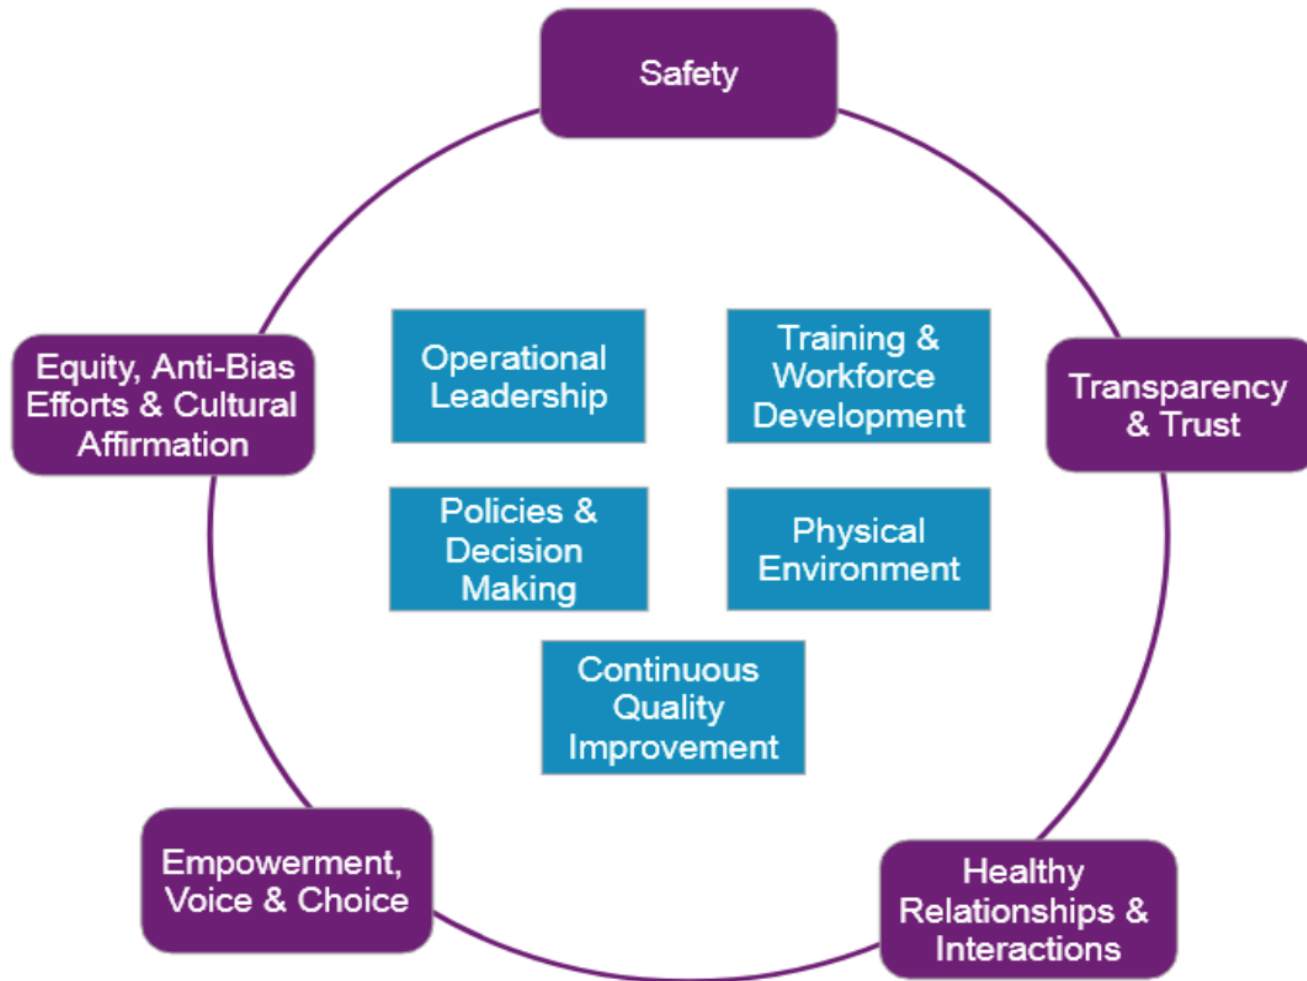 Safety
Equity, Anti-Bias
Efforts & Cultural
Affirmation
Operational
Leadership
Training &
Workforce
Development
Transparency
& Trust
Policies &
Decision
Making
Physical
Environment
Continuous
Quality
Improvement
Empowerment,
Voice & Choice
Healthy
Relationships &
Interactions